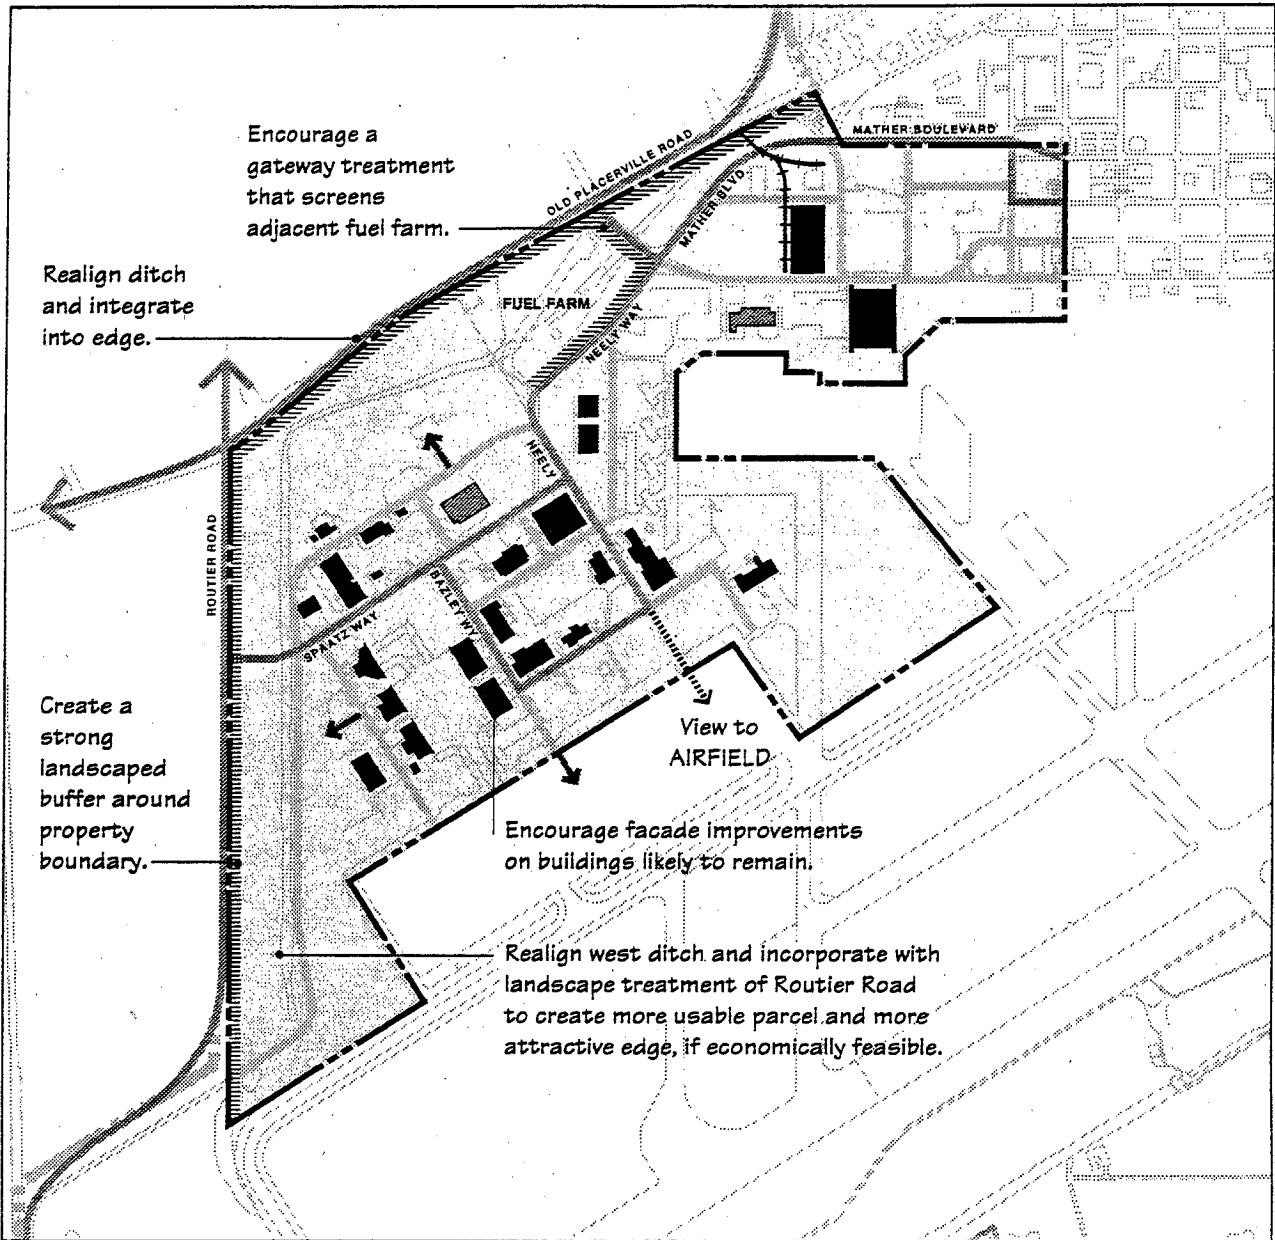 MATHER BOULEVARD
Encourage a
gateway treatment
that screens
adjacent fuel farm.
OLD PLACERVILLE ROAD
MATHER BLVD
Realign ditch
and integrate
into edge.
FUEL FARM
NEELY WAY
NEELY
ROUTIER ROAD
BAZLEY WY
SPAATZ WAY
Create a
strong
landscaped
buffer around
property
boundary.
View to
AIRFIELD
Encourage facade improvements
on buildings likely to remain.
Realign west ditch and incorporate with
landscape treatment of Routier Road
to create more usable parcel and more
attractive edge, if economically feasible.